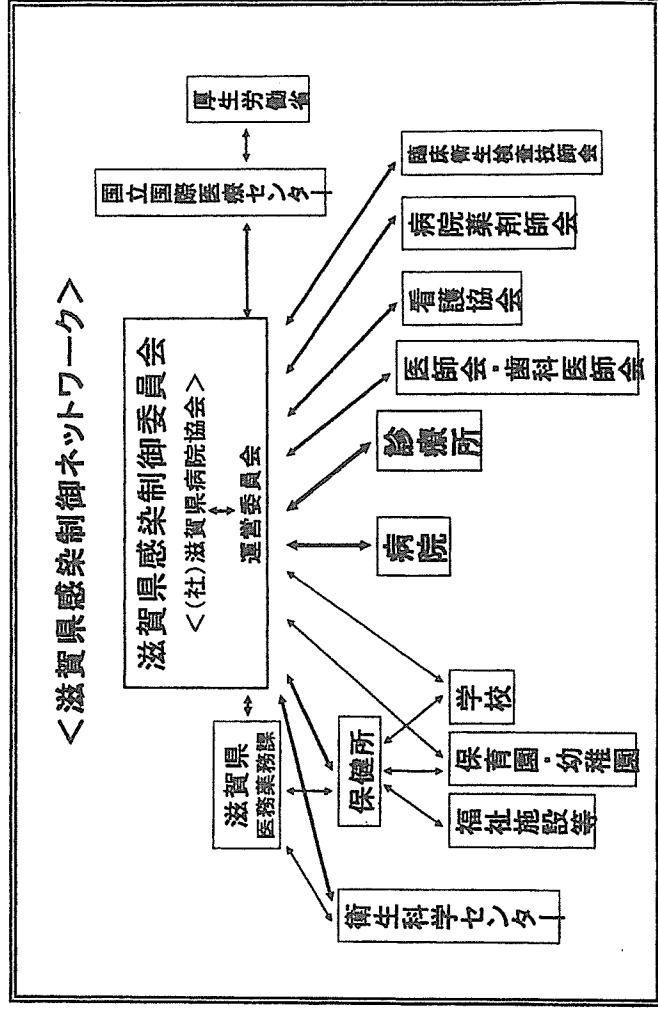 <滋賀県感染制御ネットワーク>
滋賀県感染制御委員会
<(社)滋賀県病院協会>
運営委員会
国立国際医療センター
厚生労働省
滋賀県
医務薬務課
保健所
衛生科学センター
福祉施設等
保育園・幼稚園
学校
病院
診療所
医師会・歯科医師会
看護協会
病院薬剤師会
臨床衛生検査技師会